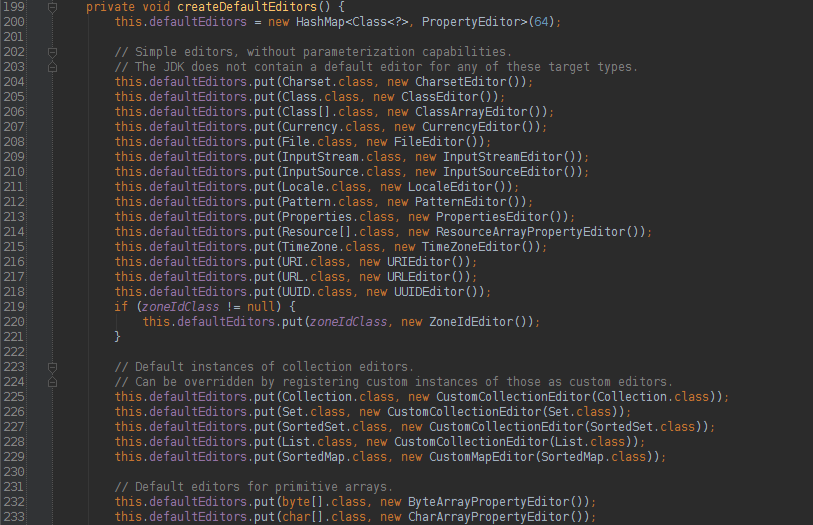 199 private void createDefaultEditors() {
200 this.defaultEditors = new HashMap<Class<?>, PropertyEditor>(64);
201
202 // Simple editors, without parameterization capabilities.
203 // The JDK does not contain a default editor for any of these target types.
204 this.defaultEditors.put(Charset.class, new CharsetEditor());
205 this.defaultEditors.put(Class.class, new ClassEditor());
206 this.defaultEditors.put(Class[].class, new ClassArrayEditor());
207 this.defaultEditors.put(Currency.class, new CurrencyEditor());
208 this.defaultEditors.put(File.class, new FileEditor());
209 this.defaultEditors.put(InputStream.class, new InputStreamEditor());
210 this.defaultEditors.put(InputSource.class, new InputSourceEditor());
211 this.defaultEditors.put(Locale.class, new LocaleEditor());
212 this.defaultEditors.put(Pattern.class, new PatternEditor());
213 this.defaultEditors.put(Properties.class, new PropertiesEditor());
214 this.defaultEditors.put(Resource[].class, new ResourceArrayPropertyEditor());
215 this.defaultEditors.put(TimeZone.class, new TimeZoneEditor());
216 this.defaultEditors.put(URI.class, new URIEditor());
217 this.defaultEditors.put(URL.class, new URLEditor());
218 this.defaultEditors.put(UUID.class, new UUIDEditor());
219 if (zoneIdClass != null) {
220 this.defaultEditors.put(zoneIdClass, new ZoneIdEditor());
221 }
222
223 // Default instances of collection editors.
224 // Can be overridden by registering custom instances of those as custom editors.
225 this.defaultEditors.put(Collection.class, new CustomCollectionEditor(Collection.class));
226 this.defaultEditors.put(Set.class, new CustomCollectionEditor(Set.class));
227 this.defaultEditors.put(SortedSet.class, new CustomCollectionEditor(SortedSet.class));
228 this.defaultEditors.put(List.class, new CustomCollectionEditor(List.class));
229 this.defaultEditors.put(SortedMap.class, new CustomMapEditor(SortedMap.class));
230
231 // Default editors for primitive arrays.
232 this.defaultEditors.put(byte[].class, new ByteArrayPropertyEditor());
233 this.defaultEditors.put(char[].class, new CharArrayPropertyEditor());